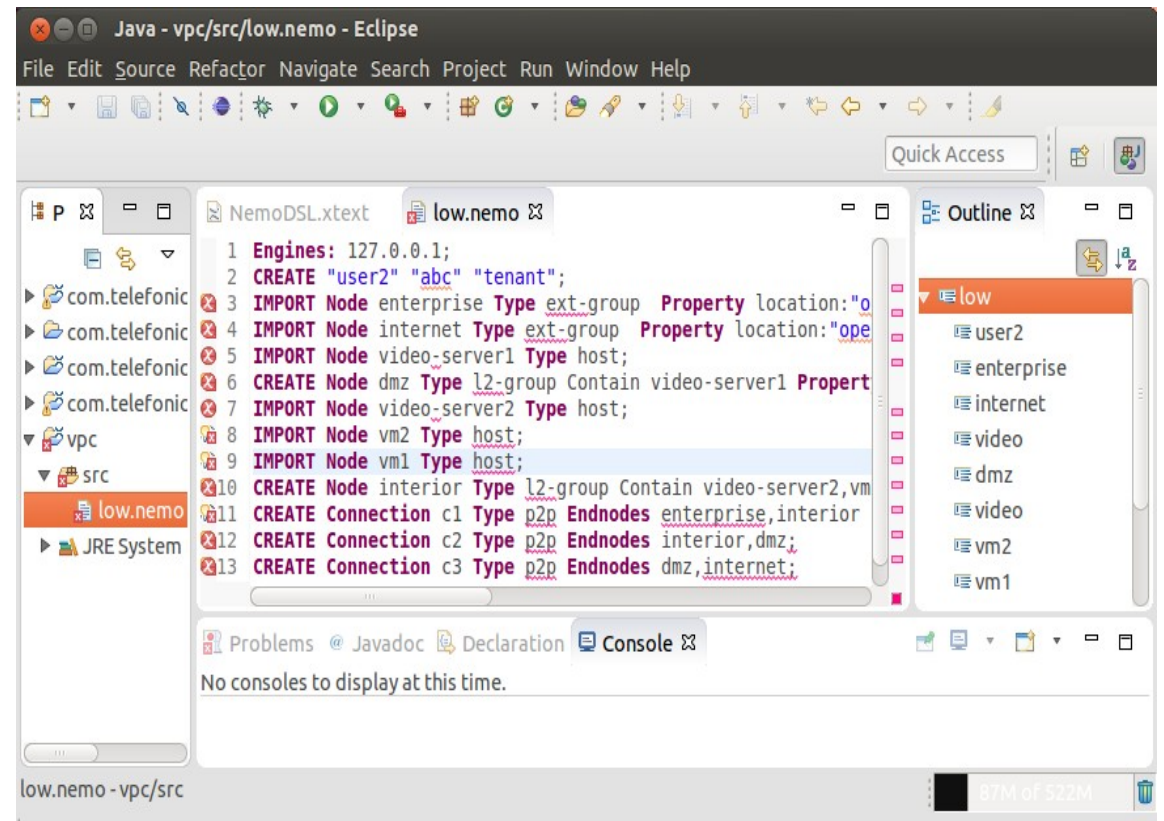 Java - vpc/src/low.nemo - Eclipse
File Edit Source Refactor Navigate Search Project Run Window Help
Quick Access
P
NemoDSL.xtext low.nemo
Outline
1 Engines: 127.0.0.1;
2 CREATE "user2" "abc" "tenant";
3 IMPORT Node enterprise Type ext-group Property location:"o
4 IMPORT Node internet Type ext-group Property location:"ope
5 IMPORT Node video-server1 Type host;
6 CREATE Node dmz Type l2-group Contain video-server1 Propert
7 IMPORT Node video-server2 Type host;
8 IMPORT Node vm2 Type host;
9 IMPORT Node vm1 Type host;
10 CREATE Node interior Type l2-group Contain video-server2,vm
11 CREATE Connection c1 Type p2p Endnodes enterprise,interior
12 CREATE Connection c2 Type p2p Endnodes interior,dmz;
13 CREATE Connection c3 Type p2p Endnodes dmz,internet;
com.telefonic
com.telefonic
com.telefonic
com.telefonic
vpc
src
low.nemo
JRE System
low
user2
enterprise
internet
video
dmz
video
vm2
vm1
Problems Javadoc Declaration Console
No consoles to display at this time.
low.nemo - vpc/src
87M of 522M